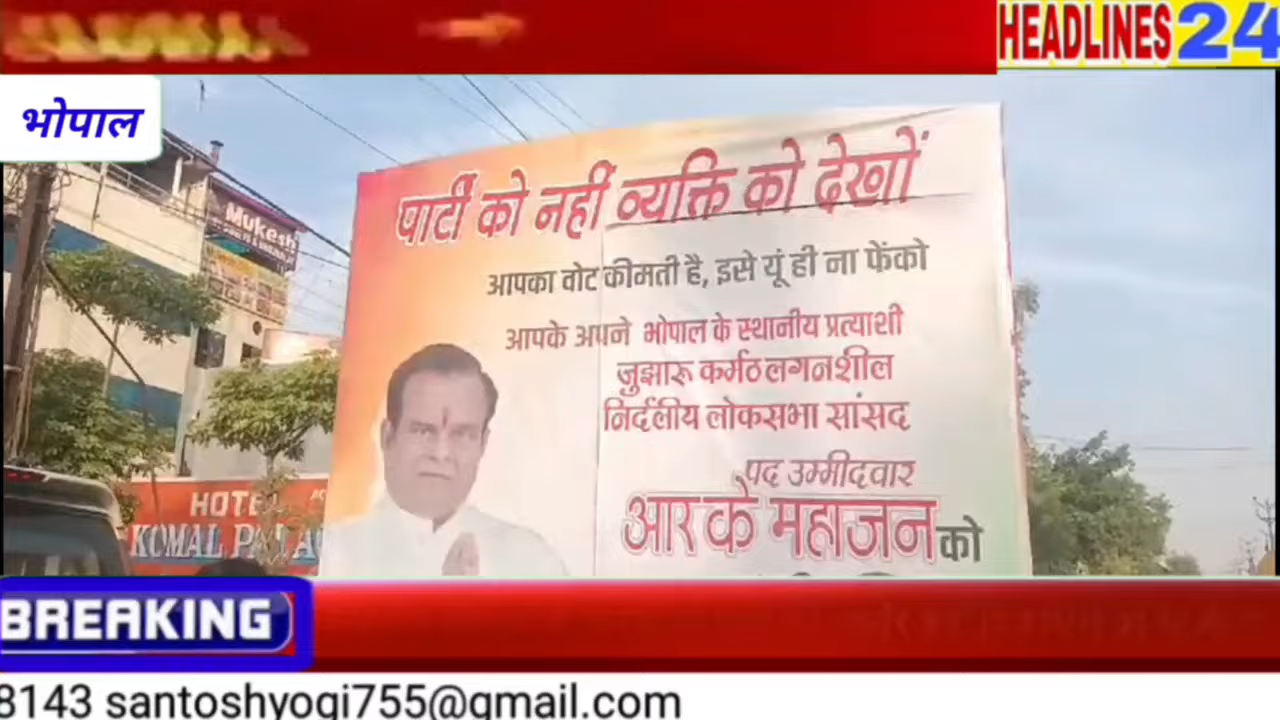 HEADLINES 24
भोपाल
Mukesh
पार्टी को नहीं व्यक्ति को देखों
आपका वोट कीमती है, इसे यूं ही ना फेंको
आपके अपने भोपाल के स्थानीय प्रत्याशी
जुझारू कर्मठ लगनशील
निर्दलीय लोकसभा सांसद
पद उम्मीदवार
आर के महाजन को
HOTEL
KOMAL PALA
BREAKING
8143 santoshyogi755@gmail.com